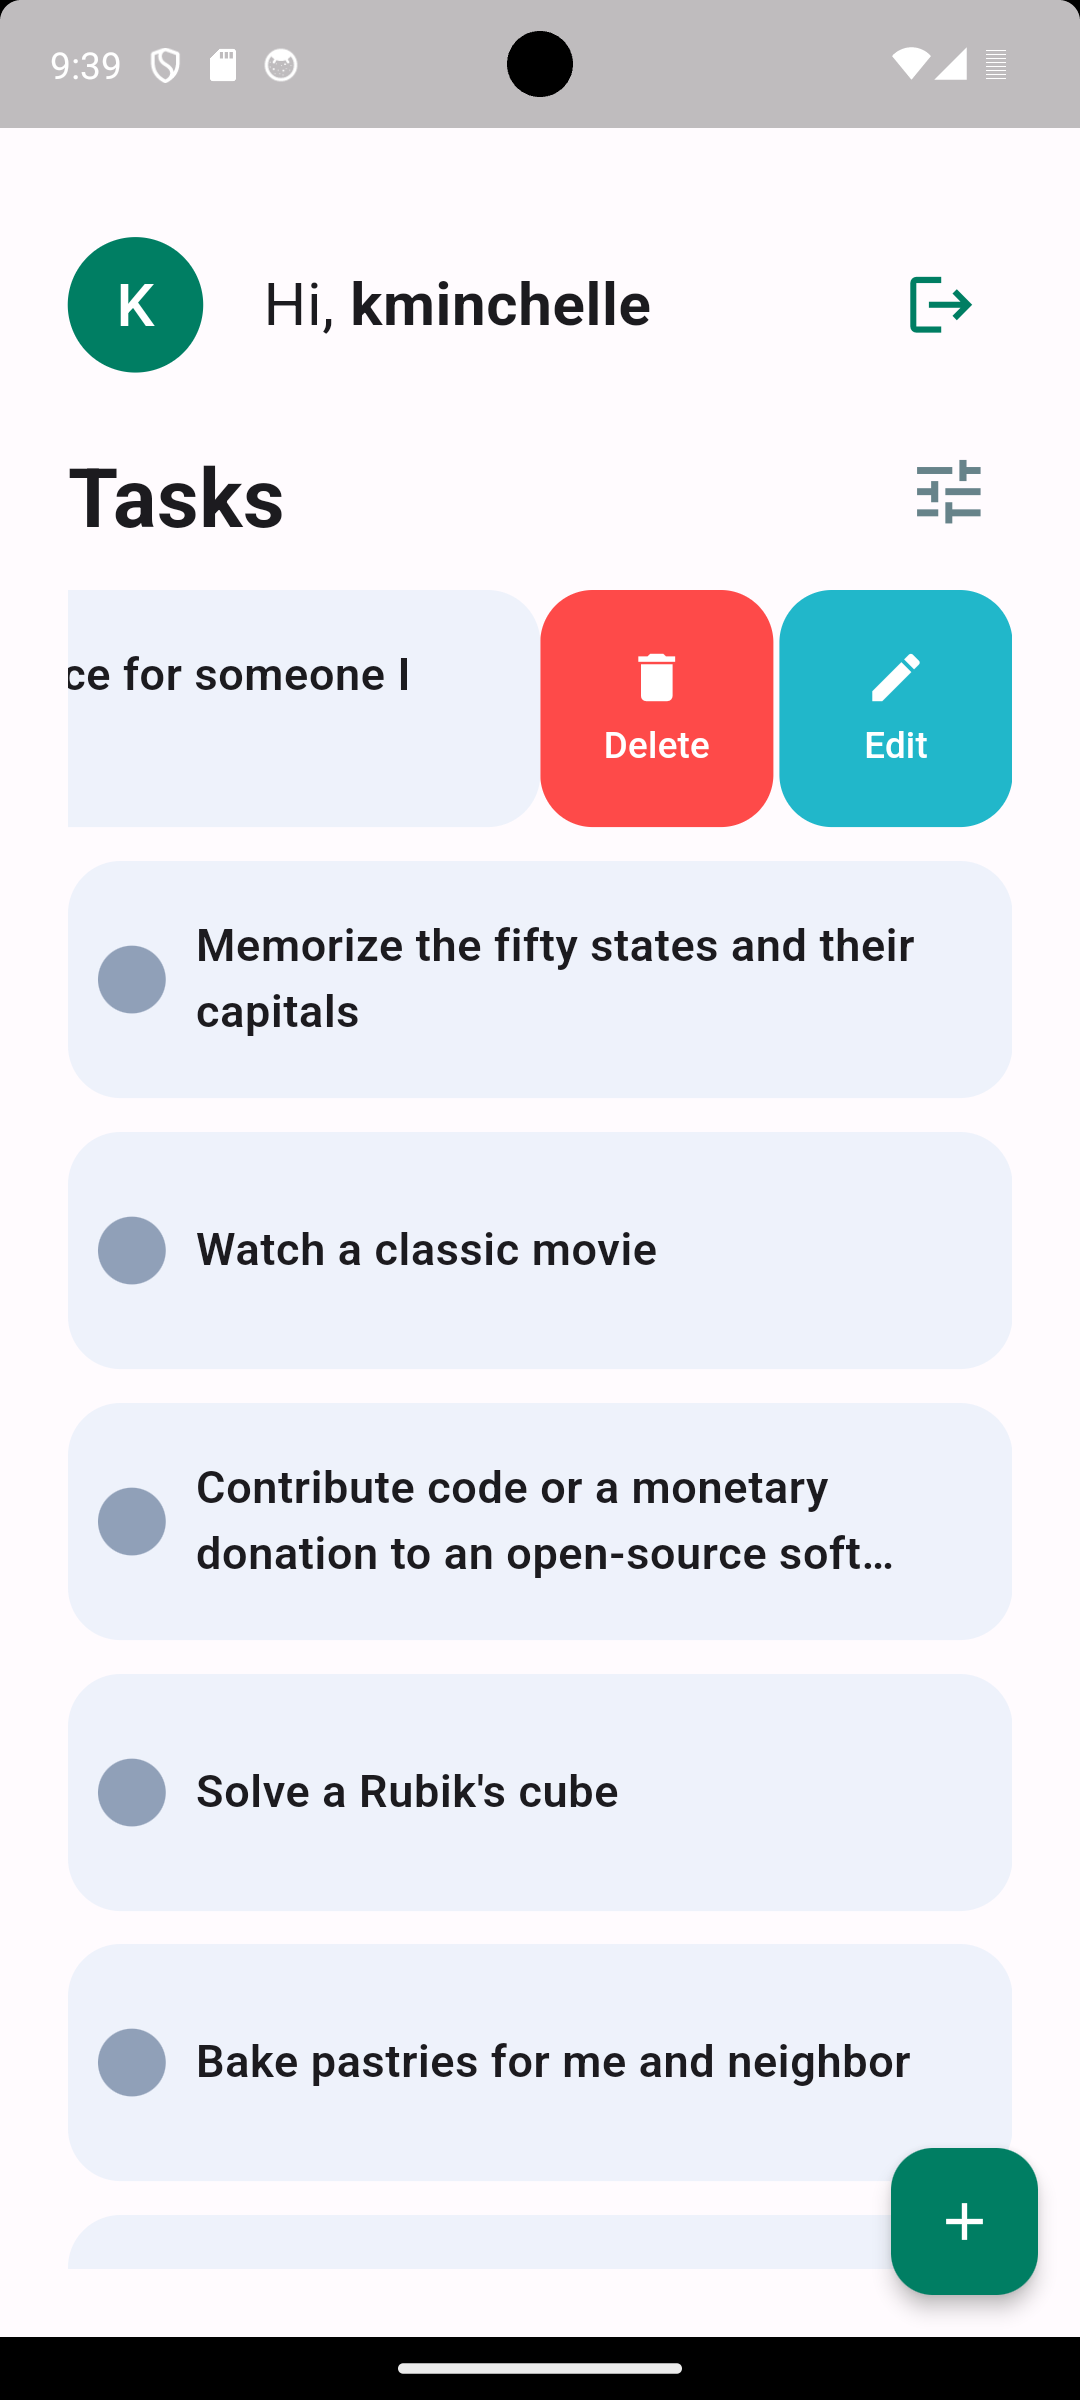 9:39
K
Hi, kminchelle
Tasks
ce for someone I
Delete
Edit
Memorize the fifty states and their
capitals
Watch a classic movie
Contribute code or a monetary
donation to an open-source soft…
Solve a Rubik's cube
Bake pastries for me and neighbor